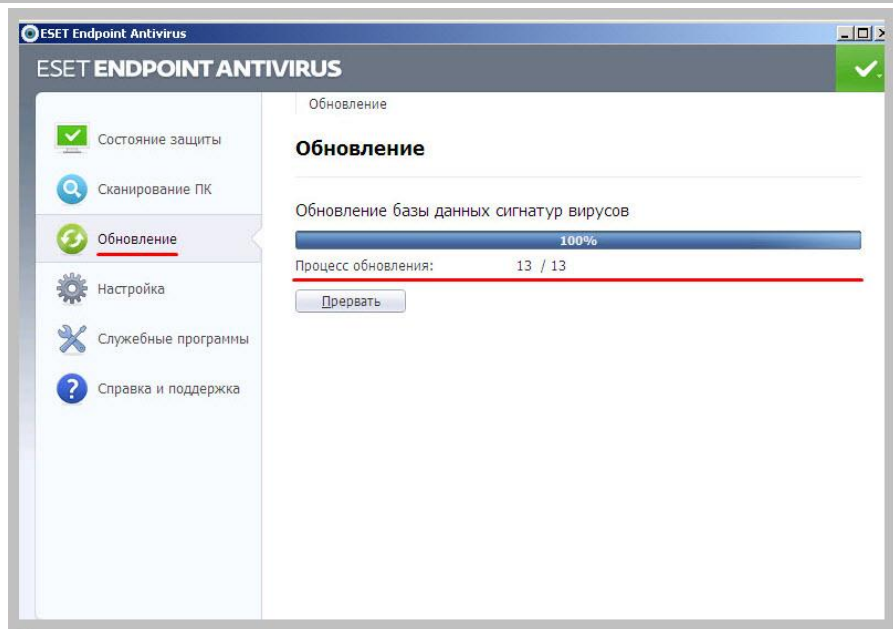 ESET Endpoint Antivirus
ESET ENDPOINT ANTIVIRUS
Состояние защиты
Сканирование ПК
Обновление
Настройка
Служебные программы
Справка и поддержка
Обновление
Обновление
Обновление базы данных сигнатур вирусов
100%
Процесс обновления: 13 / 13
Прервать